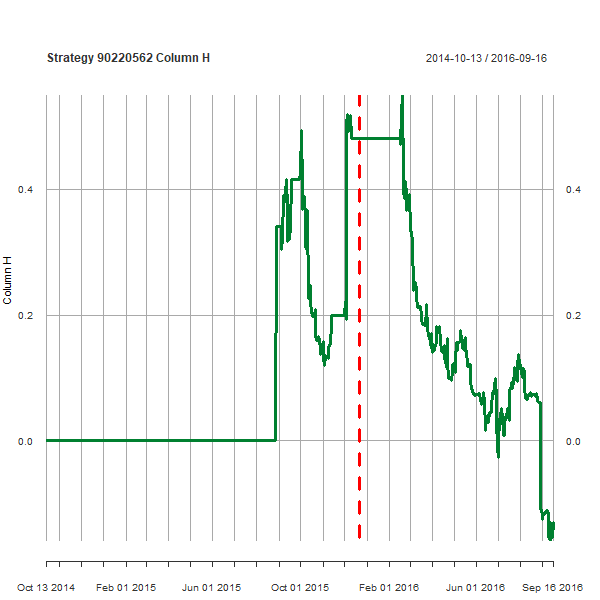 Strategy 90220562 Column H
2014-10-13 / 2016-09-16
Column H
0.4
0.4
0.2
0.2
0.0
0.0
Oct 13 2014
Feb 01 2015
Jun 01 2015
Oct 01 2015
Feb 01 2016
Jun 01 2016
Sep 16 2016